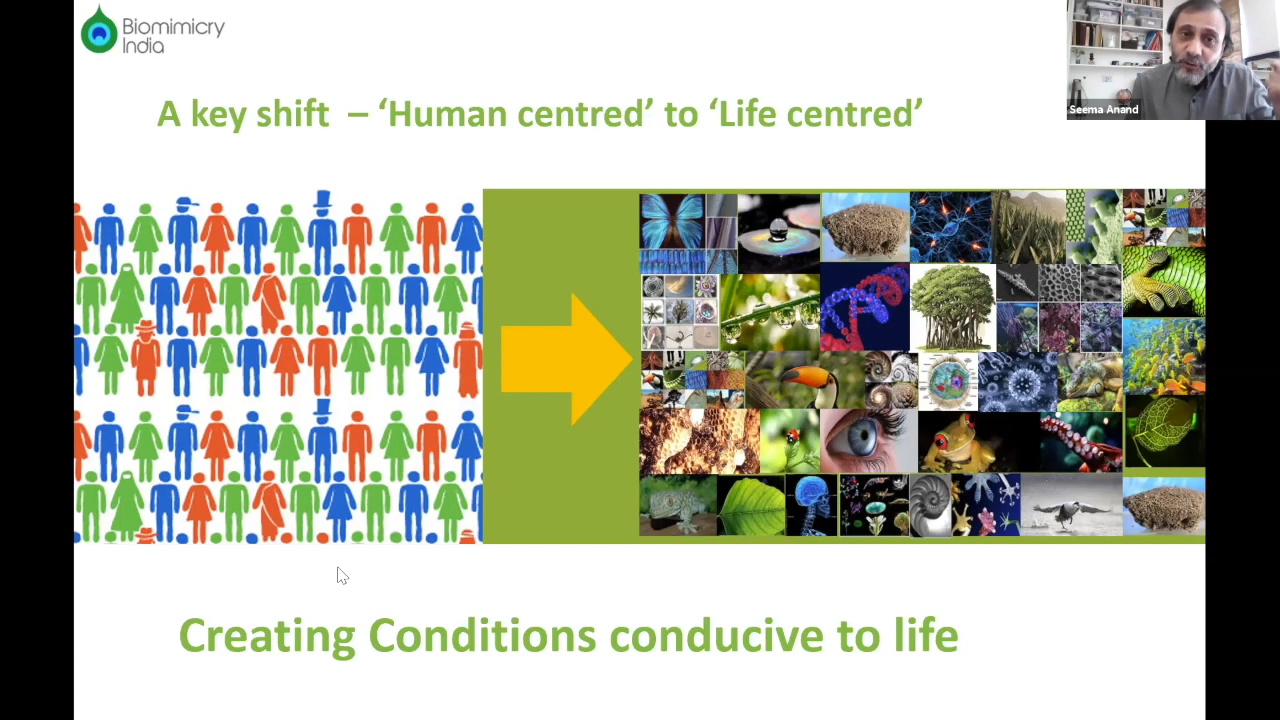 Biomimicry
India
Seema Anand
A key shift – ‘Human centred’ to ‘Life centred’
Creating Conditions conducive to life